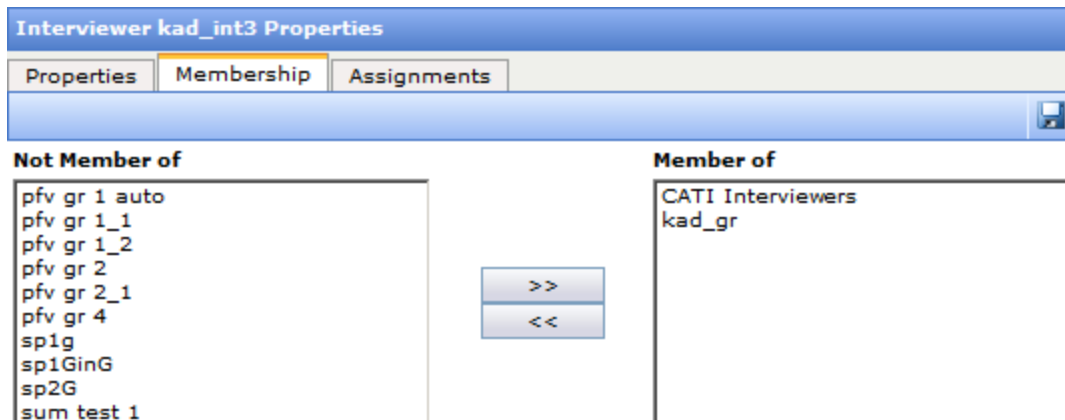 Interviewer kad_int3 Properties
Properties Membership Assignments
Not Member of
pfv gr 1 auto
pfv gr 1_1
pfv gr 1_2
pfv gr 2
pfv gr 2_1
pfv gr 4
sp1g
sp1GinG
sp2G
sum test 1
>>
<<
Member of
CATI Interviewers
kad_gr